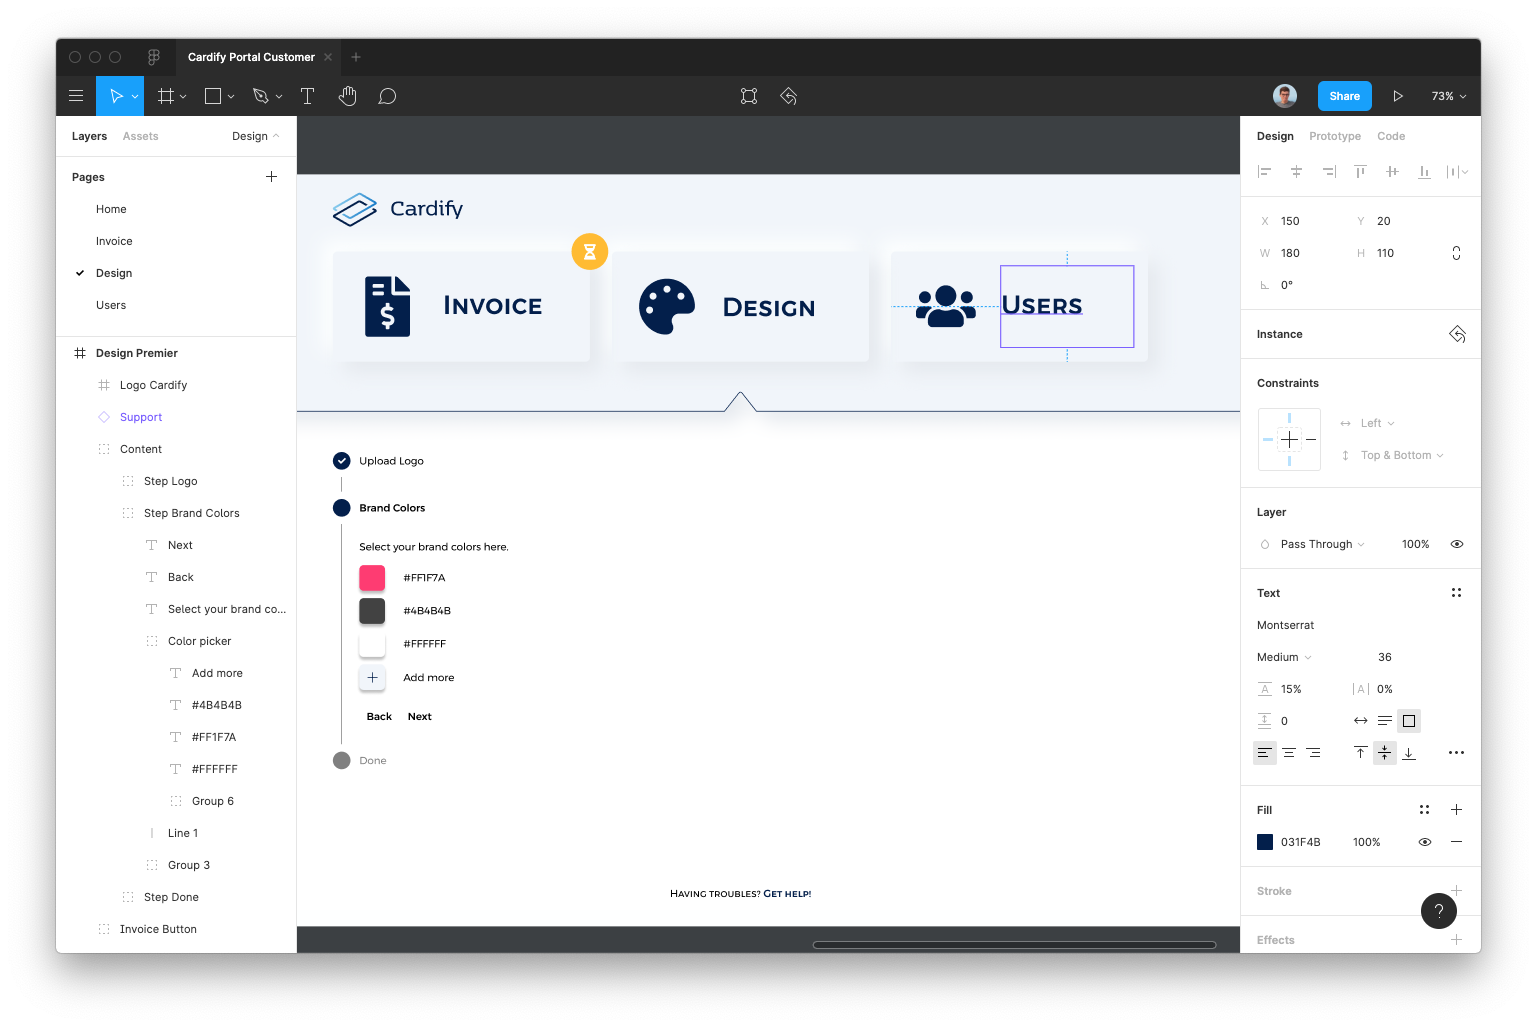 Cardify Portal Customer
Share
73%
Layers
Assets
Design
Pages
Home
Invoice
Design
Users
Design Premier
Logo Cardify
Support
Content
Step Logo
Step Brand Colors
Next
Back
Select your brand co...
Color picker
Add more
#4B4B4B
#FF1F7A
#FFFFFF
Group 6
Line 1
Group 3
Step Done
Invoice Button
Cardify
Invoice
Design
Users
Upload Logo
Brand Colors
Select your brand colors here.
#FF1F7A
#4B4B4B
#FFFFFF
Add more
Back Next
Done
Having troubles? Get help!
Design Prototype Code
X 150 Y 20
W 180 H 110
0°
Instance
Constraints
Left
Top & Bottom
Layer
Pass Through 100%
Text
Montserrat
Medium 36
A 15% |A| 0%
0
Fill
031F4B 100%
Stroke
?
Effects